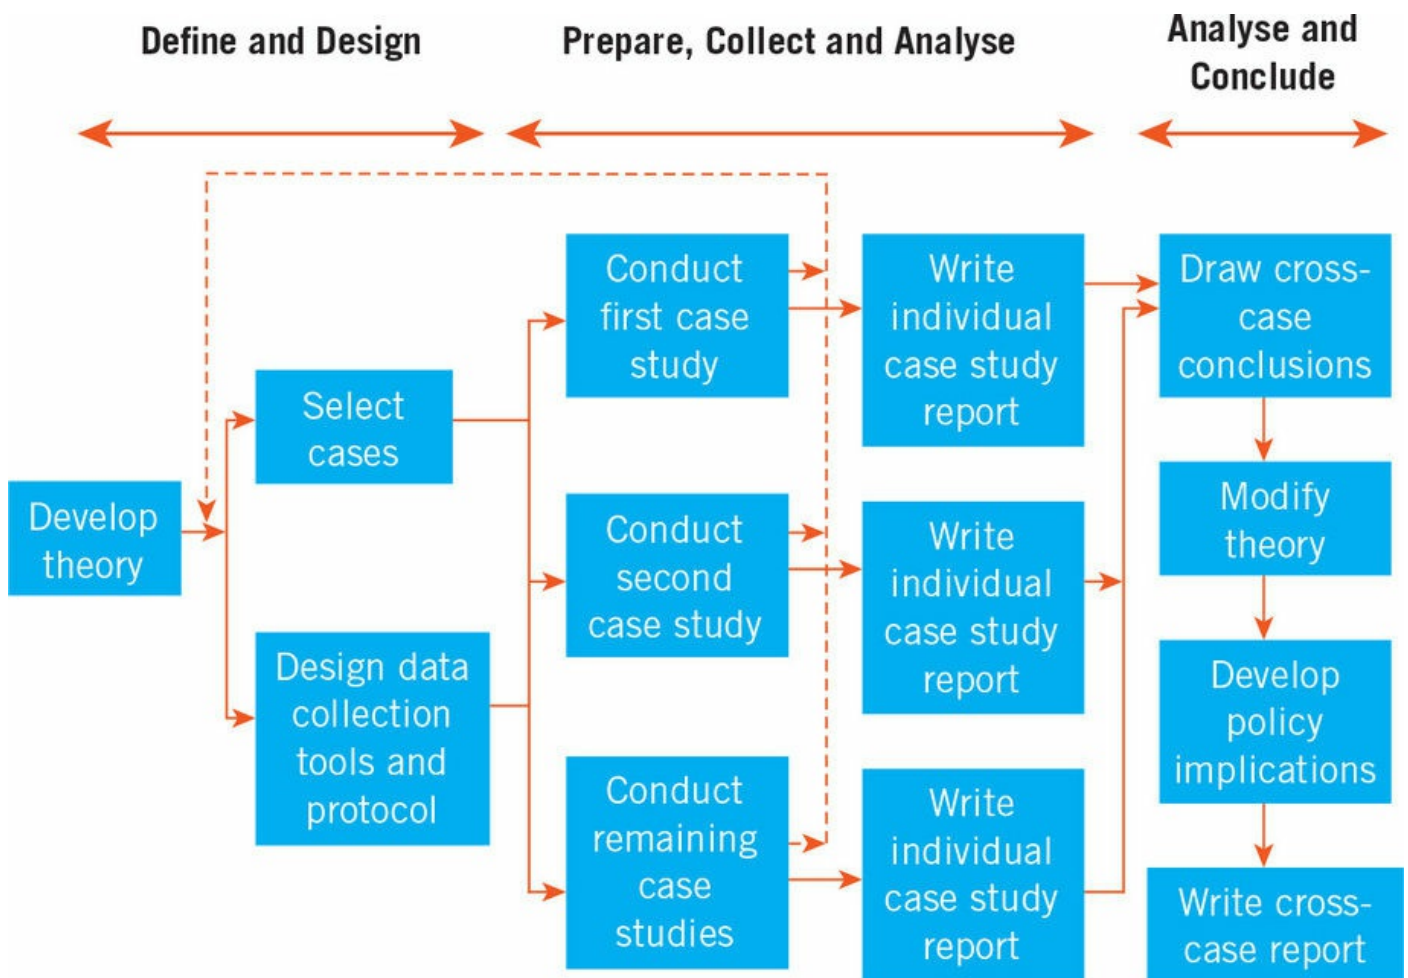 Define and Design
Prepare, Collect and Analyse
Analyse and
Conclude
Develop
theory
Select
cases
Design data
collection
tools and
protocol
Conduct
first case
study
Conduct
second
case study
Conduct
remaining
case
studies
Write
individual
case study
report
Write
individual
case study
report
Write
individual
case study
report
Draw cross-
case
conclusions
Modify
theory
Develop
policy
implications
Write cross-
case report